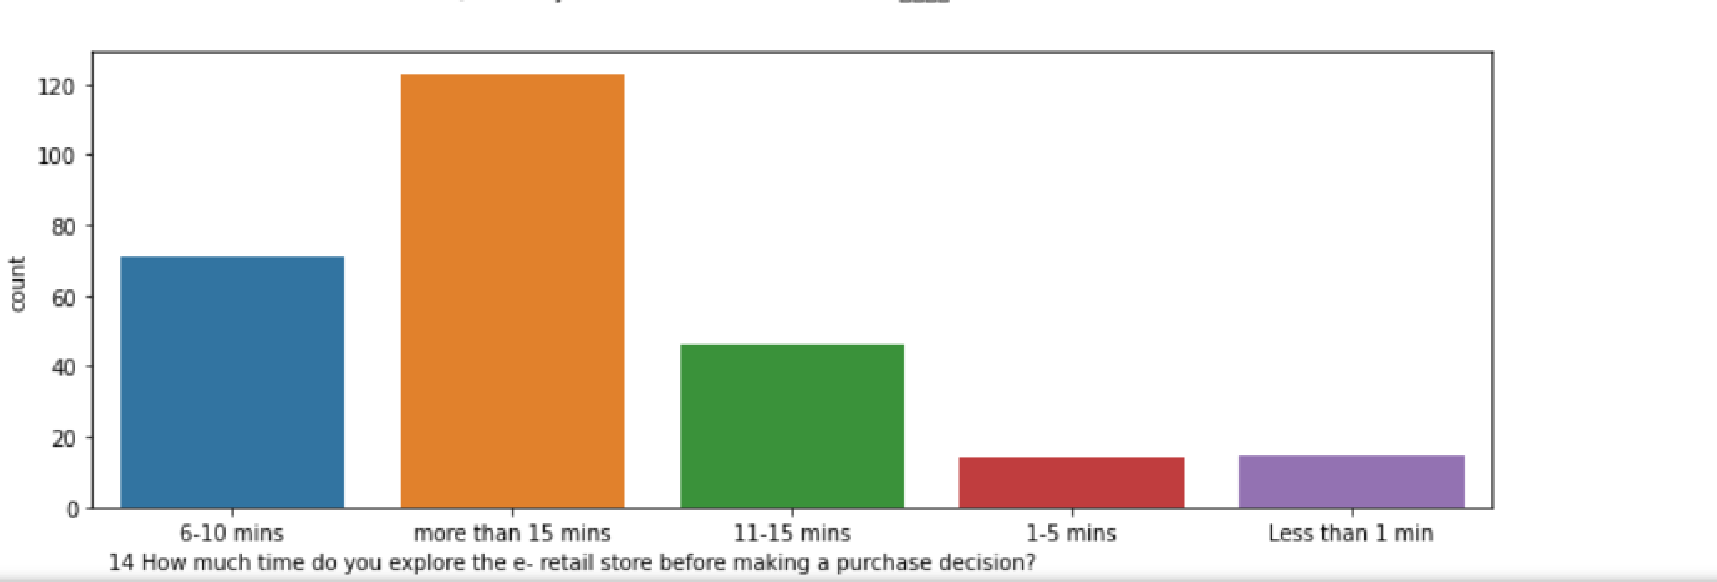 120
100
80
60
40
20
0
count
6-10 mins more than 15 mins 11-15 mins 1-5 mins Less than 1 min
14 How much time do you explore the e- retail store before making a purchase decision?